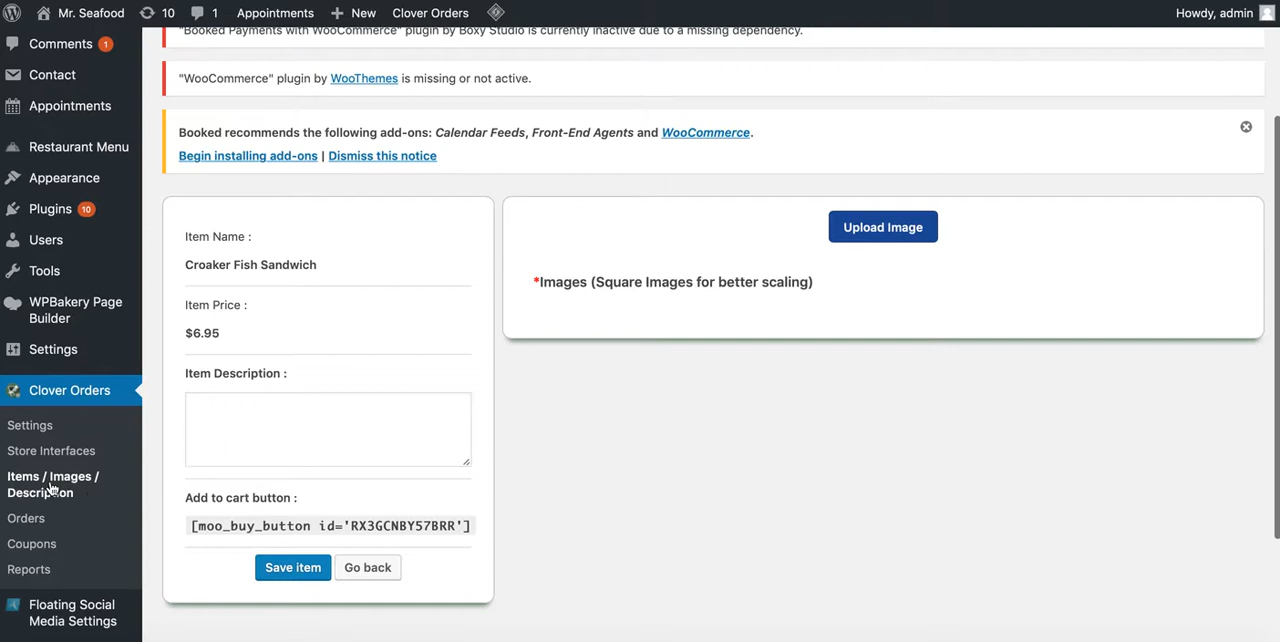 Mr. Seafood
10
1
Appointments
New
Clover Orders
Howdy, admin
Comments 1
Contact
Appointments
Restaurant Menu
Appearance
Plugins 10
Users
Tools
WPBakery Page
Builder
Settings
Clover Orders
Settings
Store Interfaces
Items / Images /
Description
Orders
Coupons
Reports
Floating Social
Media Settings
"Booked Payments with WooCommerce" plugin by Boxy Studio is currently inactive due to a missing dependency.
"WooCommerce" plugin by WooThemes is missing or not active.
Booked recommends the following add-ons: Calendar Feeds, Front-End Agents and WooCommerce.
Begin installing add-ons | Dismiss this notice
Item Name :
Croaker Fish Sandwich
Item Price :
$6.95
Item Description :
Add to cart button :
[moo_buy_button id='RX3GCNBY57BRR']
Save item
Go back
Upload Image
*Images (Square Images for better scaling)